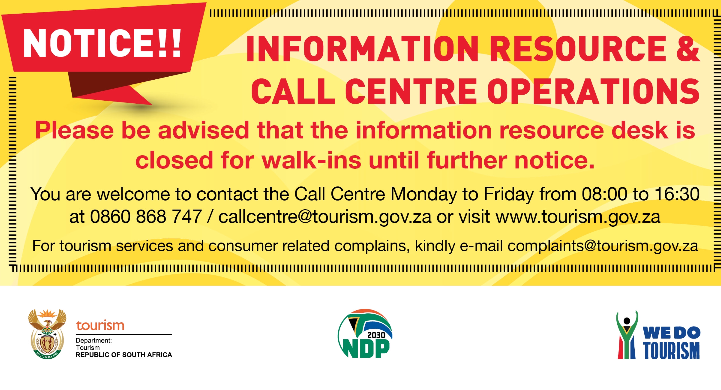 NOTICE!!
INFORMATION RESOURCE &
CALL CENTRE OPERATIONS
Please be advised that the information resource desk is
closed for walk-ins until further notice.
You are welcome to contact the Call Centre Monday to Friday from 08:00 to 16:30
at 0860 868 747 / callcentre@tourism.gov.za or visit www.tourism.gov.za
For tourism services and consumer related complains, kindly e-mail complaints@tourism.gov.za
tourism
Department:
Tourism
REPUBLIC OF SOUTH AFRICA
2030
NDP
WE DO
TOURISM